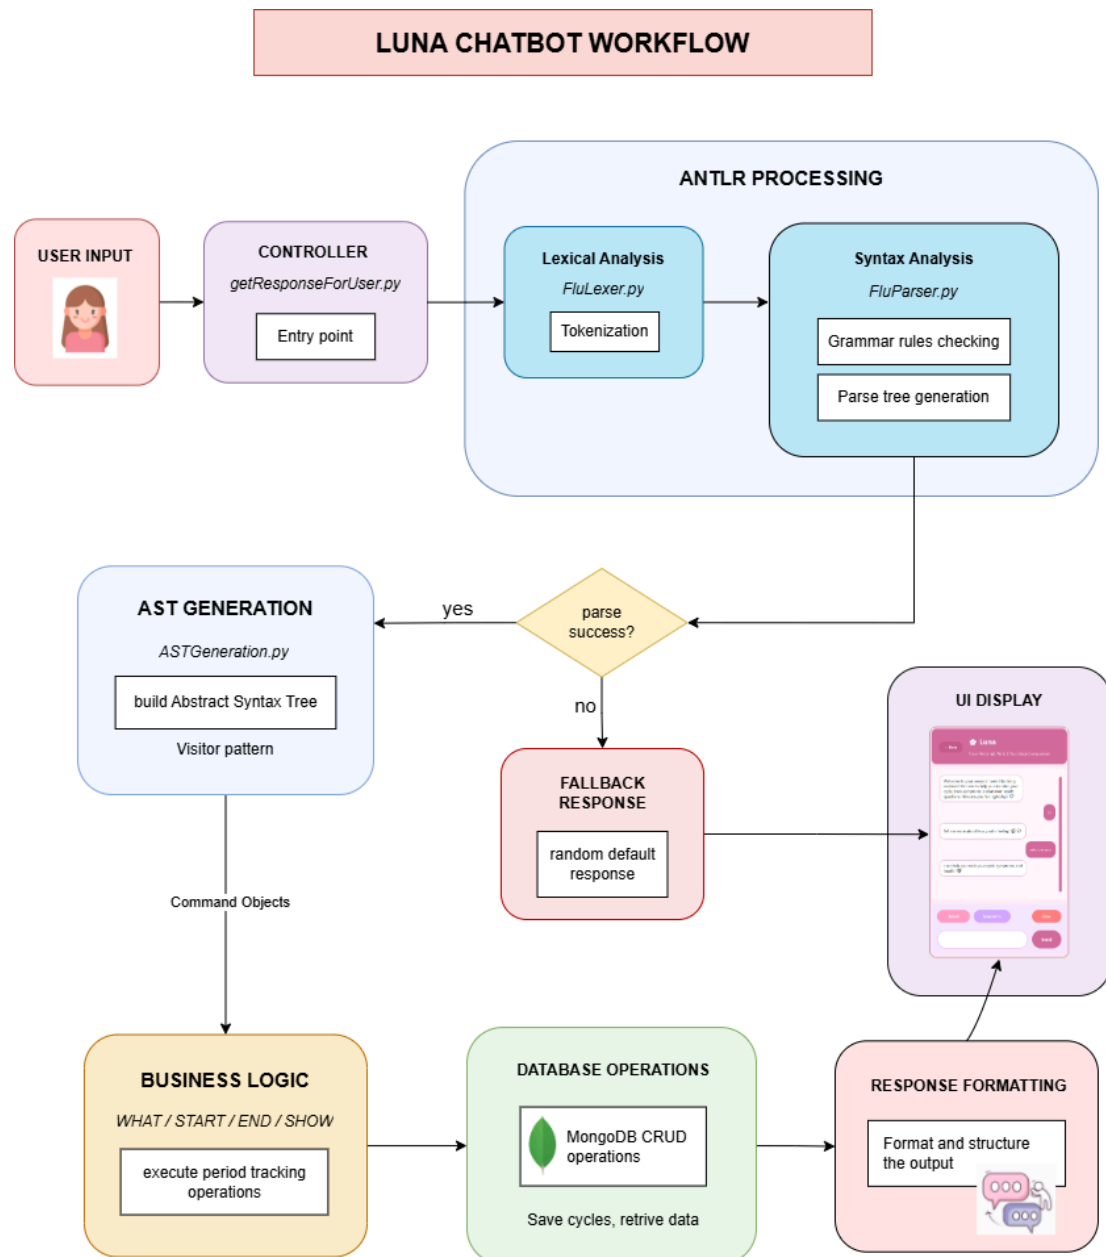 LUNA CHATBOT WORKFLOW
ANTLR PROCESSING
USER INPUT
CONTROLLER
getResponseForUser.py
Entry point
Lexical Analysis
FluLexer.py
Tokenization
Syntax Analysis
FluParser.py
Grammar rules checking
Parse tree generation
AST GENERATION
ASTGeneration.py
build Abstract Syntax Tree
Visitor pattern
yes
parse
success?
no
FALLBACK
RESPONSE
random default
response
UI DISPLAY
Luna
Send
Command Objects
BUSINESS LOGIC
WHAT / START / END / SHOW
execute period tracking
operations
DATABASE OPERATIONS
MongoDB CRUD
operations
Save cycles, retrive data
RESPONSE FORMATTING
Format and structure
the output